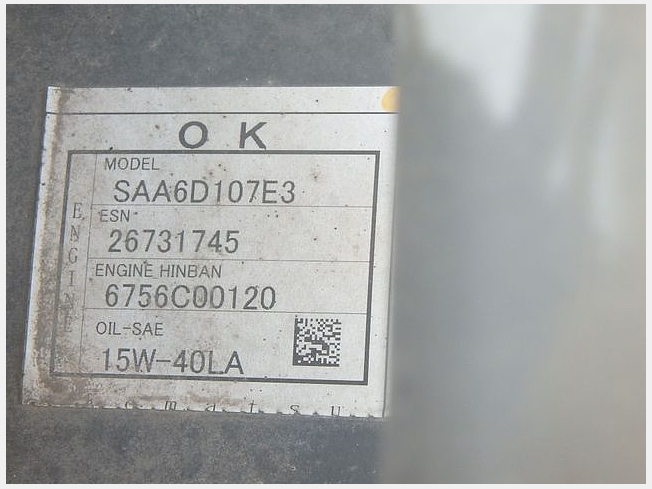 OK
ENGINE
MODEL
SAA6D107E3
ESN
26731745
ENGINE HINBAN
6756C00120
OIL-SAE
15W-40LA